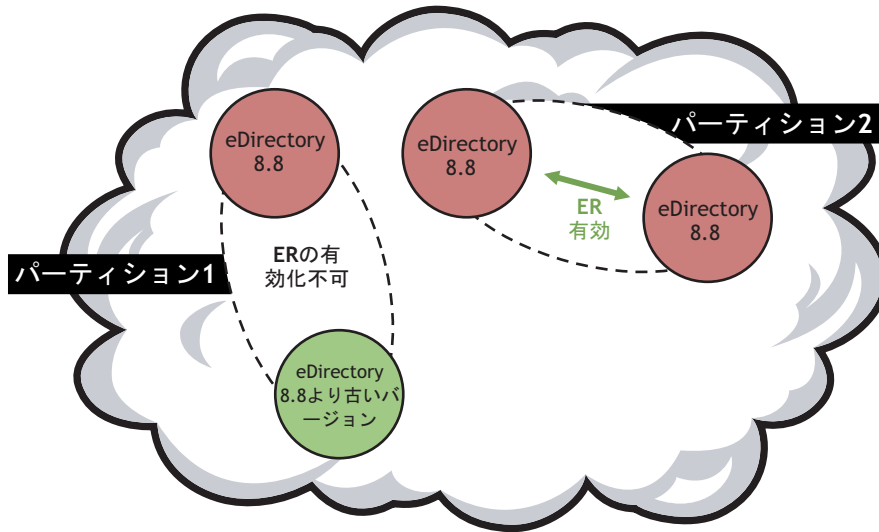 パーティション1
eDirectory
8.8
ERの有
効化不可
eDirectory
8.8より古いバ
ージョン
パーティション2
eDirectory
8.8
ER
有効
eDirectory
8.8